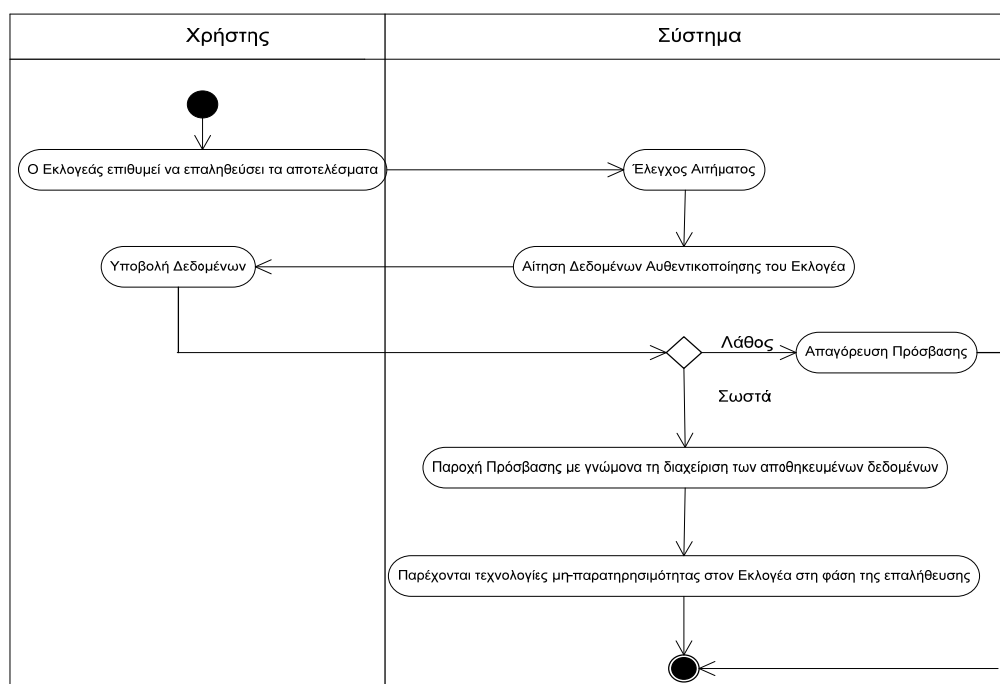 Χρήστης
Σύστημα
Ο Εκλογεάς επιθυμεί να επαληθεύσει τα αποτελέσματα
Έλεγχος Αιτήματος
Υποβολή Δεδομένων
Αίτηση Δεδομένων Αυθεντικοποίησης του Εκλογέα
Λάθος
Απαγόρευση Πρόσβασης
Σωστά
Παροχή Πρόσβασης με γνώμονα τη διαχείριση των αποθηκευμένων δεδομένων
Παρέχονται τεχνολογίες μη-παρατηρησιμότητας στον Εκλογέα στη φάση της επαλήθευσης